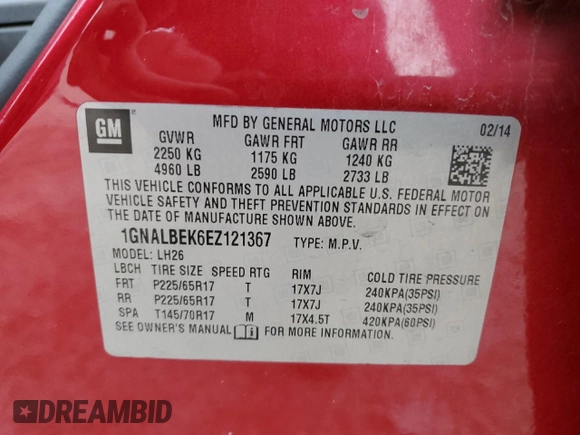 GM
MFD BY GENERAL MOTORS LLC 02/14
GVWR GAWR FRT GAWR RR
2250 KG 1175 KG 1240 KG
4960 LB 2590 LB 2733 LB
THIS VEHICLE CONFORMS TO ALL APPLICABLE U.S. FEDERAL MOTOR
VEHICLE SAFETY AND THEFT PREVENTION STANDARDS IN EFFECT ON
THE DATE OF MANUFACTURE SHOWN ABOVE.
1GNALBEK6EZ121367 TYPE: M.P.V.
MODEL: LH26
LBCH TIRE SIZE SPEED RTG RIM COLD TIRE PRESSURE
FRT P225/65R17 T 17X7J 240KPA(35PSI)
RR P225/65R17 T 17X7J 240KPA(35PSI)
SPA T145/70R17 M 17X4.5T 420KPA(60PSI)
SEE OWNER'S MANUAL FOR MORE INFORMATION.
DREAMBID